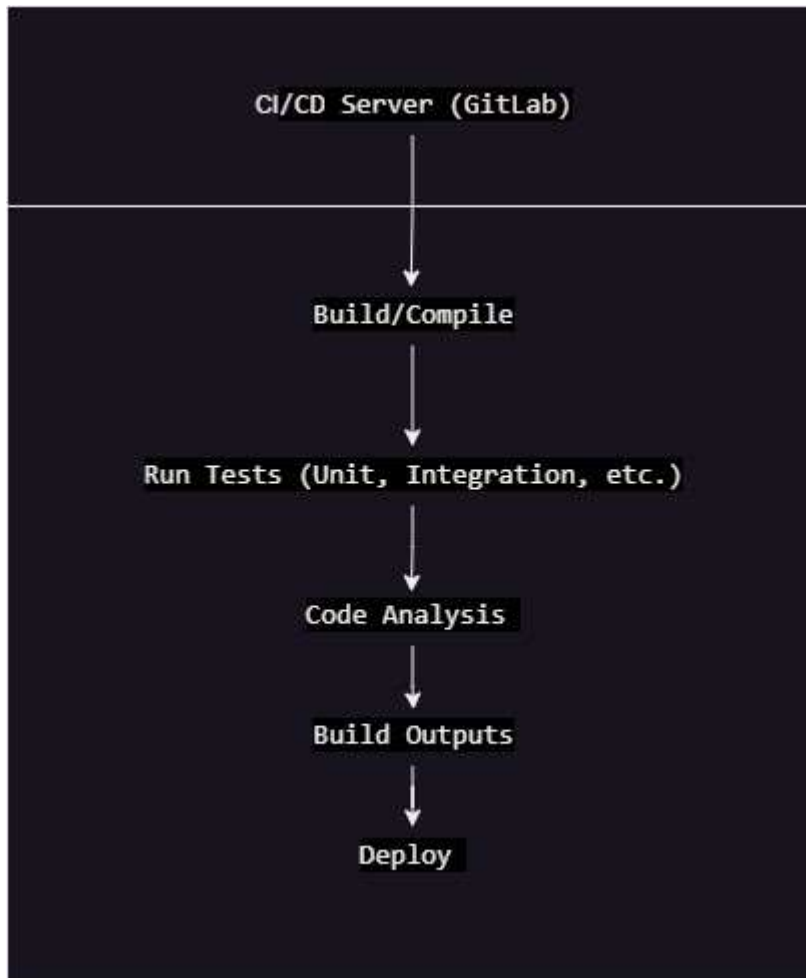 CI/CD Server (GitLab)
Build/Compile
Run Tests (Unit, Integration, etc.)
Code Analysis
Build Outputs
Deploy